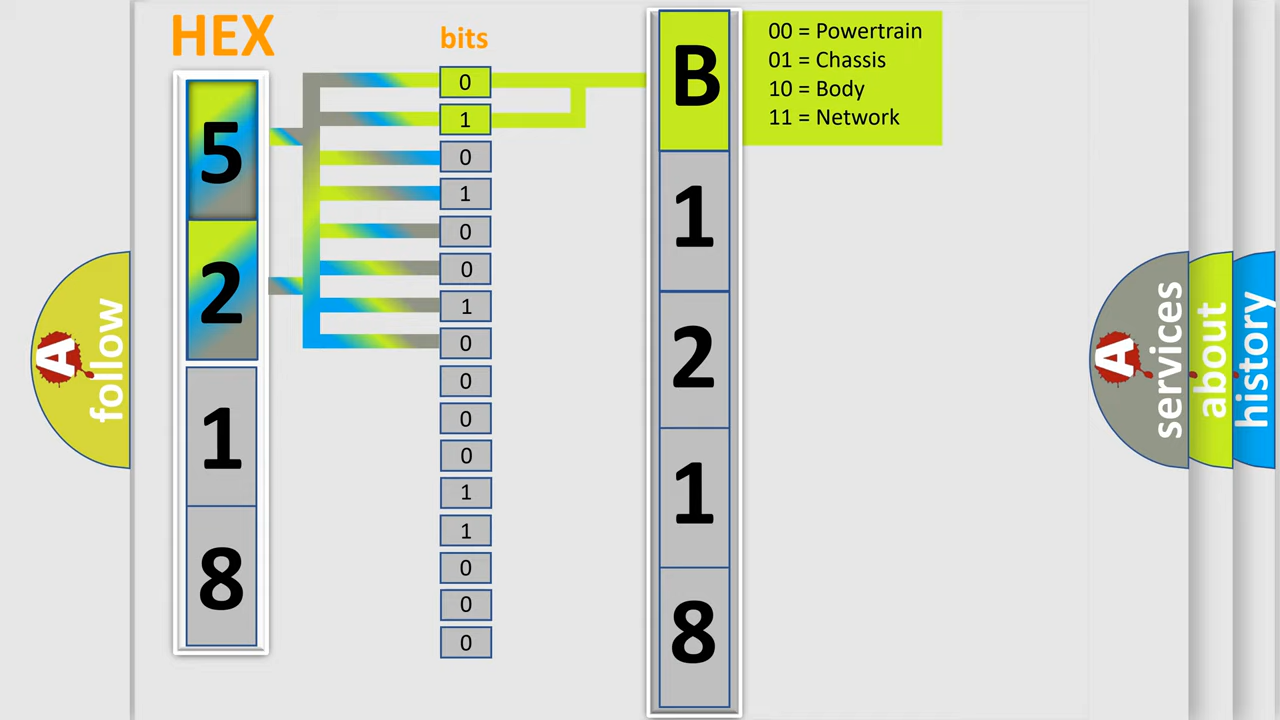 HEX
bits
5
2
1
8
0
1
0
1
0
0
1
0
0
0
0
1
1
0
0
0
B
1
2
1
8
00 = Powertrain
01 = Chassis
10 = Body
11 = Network
A
follow
A
services
about
history